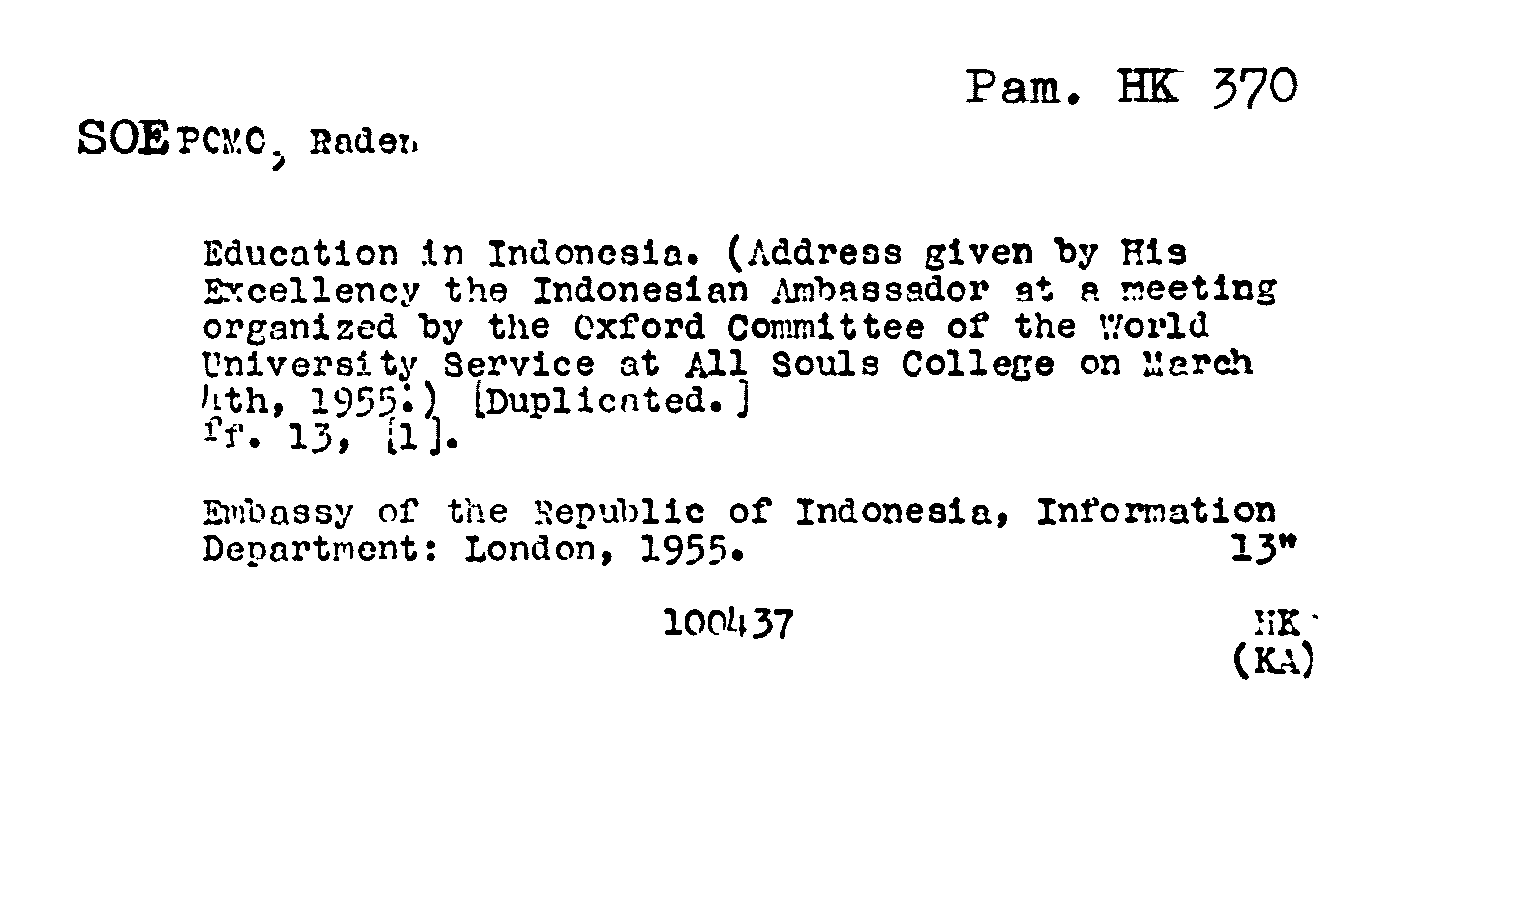 Pam. HK 370
SOEPOMO, Raden
Education in Indonesia. (Address given by His
Excellency the Indonesian Ambassador at a meeting
organized by the Oxford Committee of the World
University Service at All Souls College on March
4th, 1955.) [Duplicated.]
ff. 13, [1].
Embassy of the Republic of Indonesia, Information
Department: London, 1955. 13"
100437 HK
(KA)